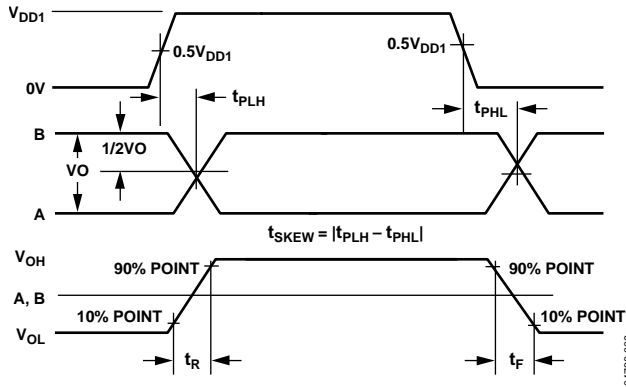 VDD1
0.5VDD1
0.5VDD1
0V
tPLH
tPHL
B
1/2VO
VO
A
tSKEW = |tPLH – tPHL|
VOH
90% POINT
90% POINT
A, B
10% POINT
10% POINT
VOL
tR
tF